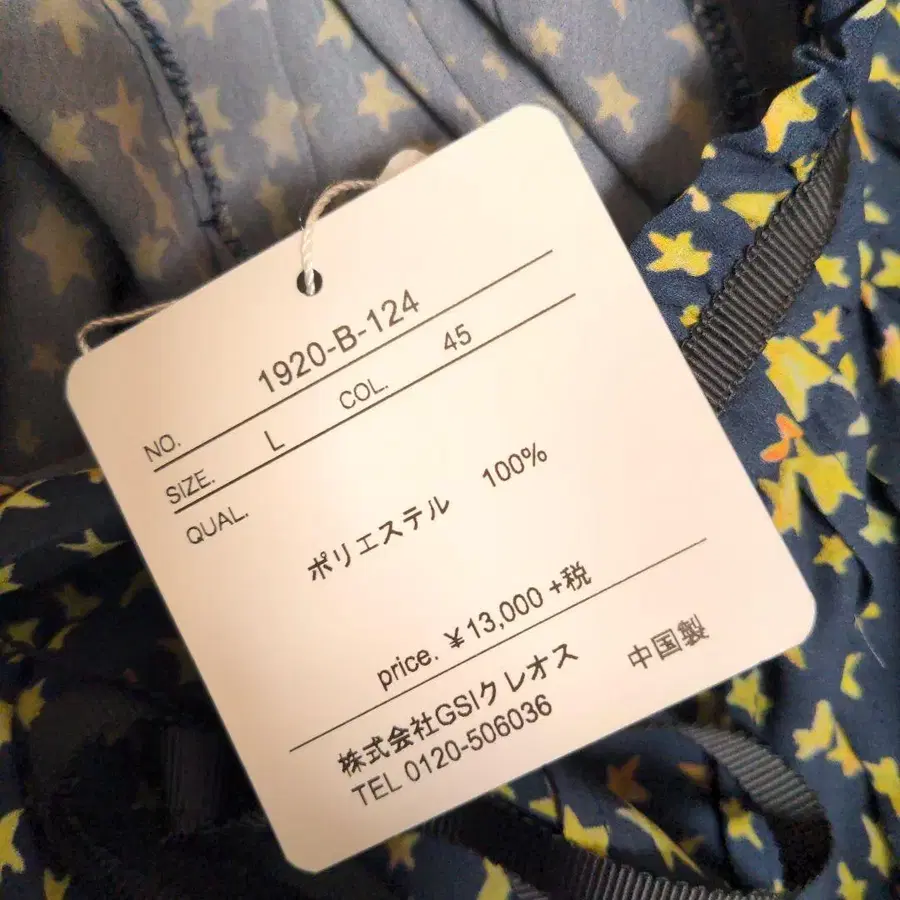 NO. 1920-B-124
SIZE. L COL. 45
QUAL.
ポリエステル 100%
price. ¥13,000 +税
株式会社GSIクレオス 中国製
TEL 0120-506036